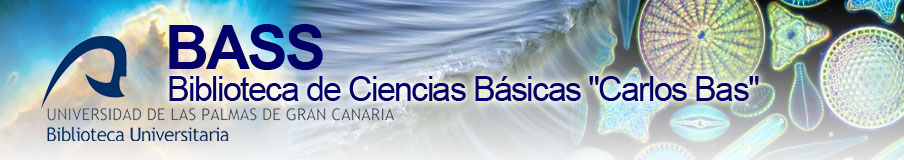 BASS
Biblioteca de Ciencias Básicas "Carlos Bas"
UNIVERSIDAD DE LAS PALMAS DE GRAN CANARIA
Biblioteca Universitaria